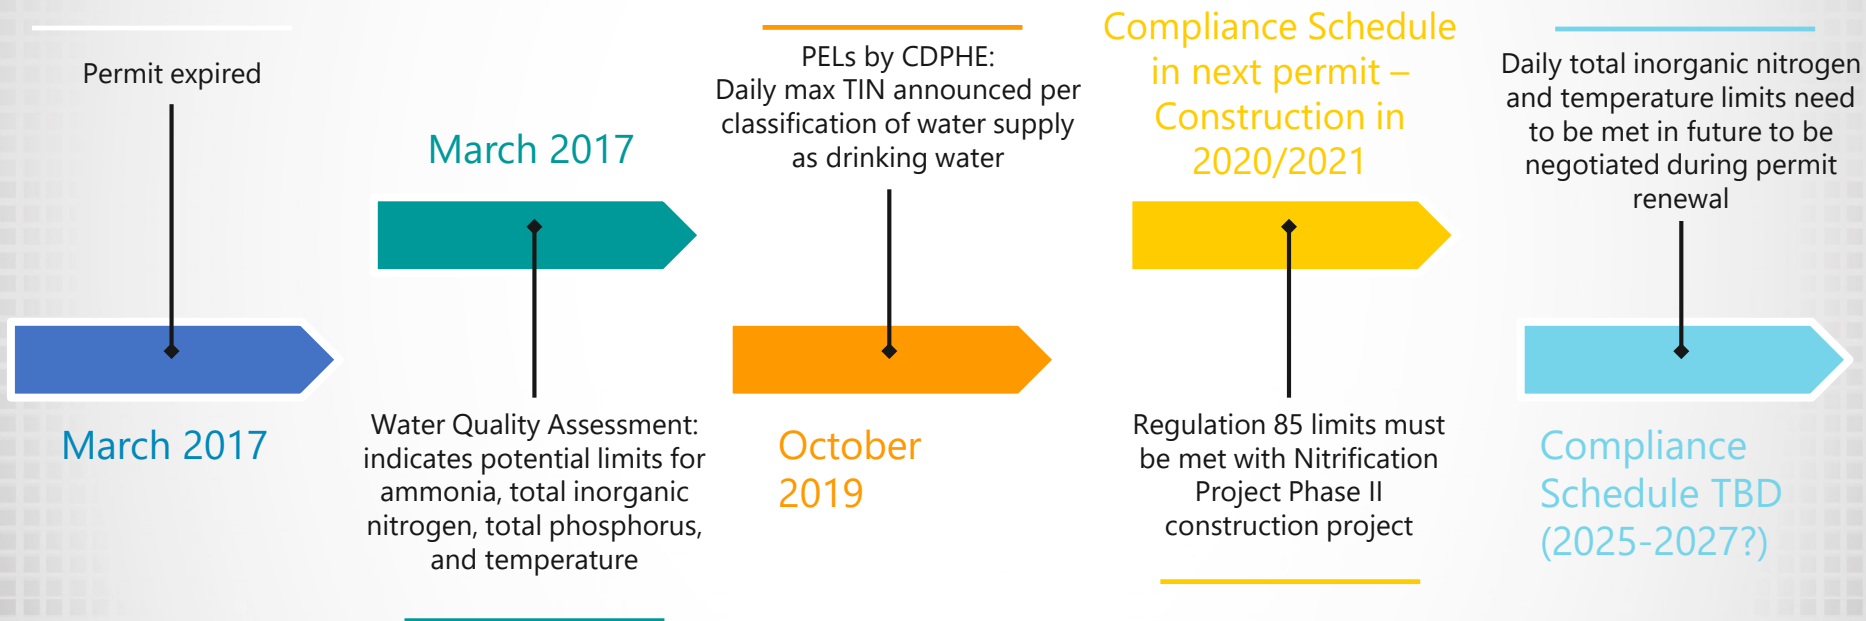 Permit expired
March 2017
March 2017
Water Quality Assessment:
indicates potential limits for
ammonia, total inorganic
nitrogen, total phosphorus,
and temperature
PELs by CDPHE:
Daily max TIN announced per
classification of water supply
as drinking water
October
2019
Compliance Schedule
in next permit –
Construction in
2020/2021
Regulation 85 limits must
be met with Nitrification
Project Phase II
construction project
Daily total inorganic nitrogen
and temperature limits need
to be met in future to be
negotiated during permit
renewal
Compliance
Schedule TBD
(2025-2027?)